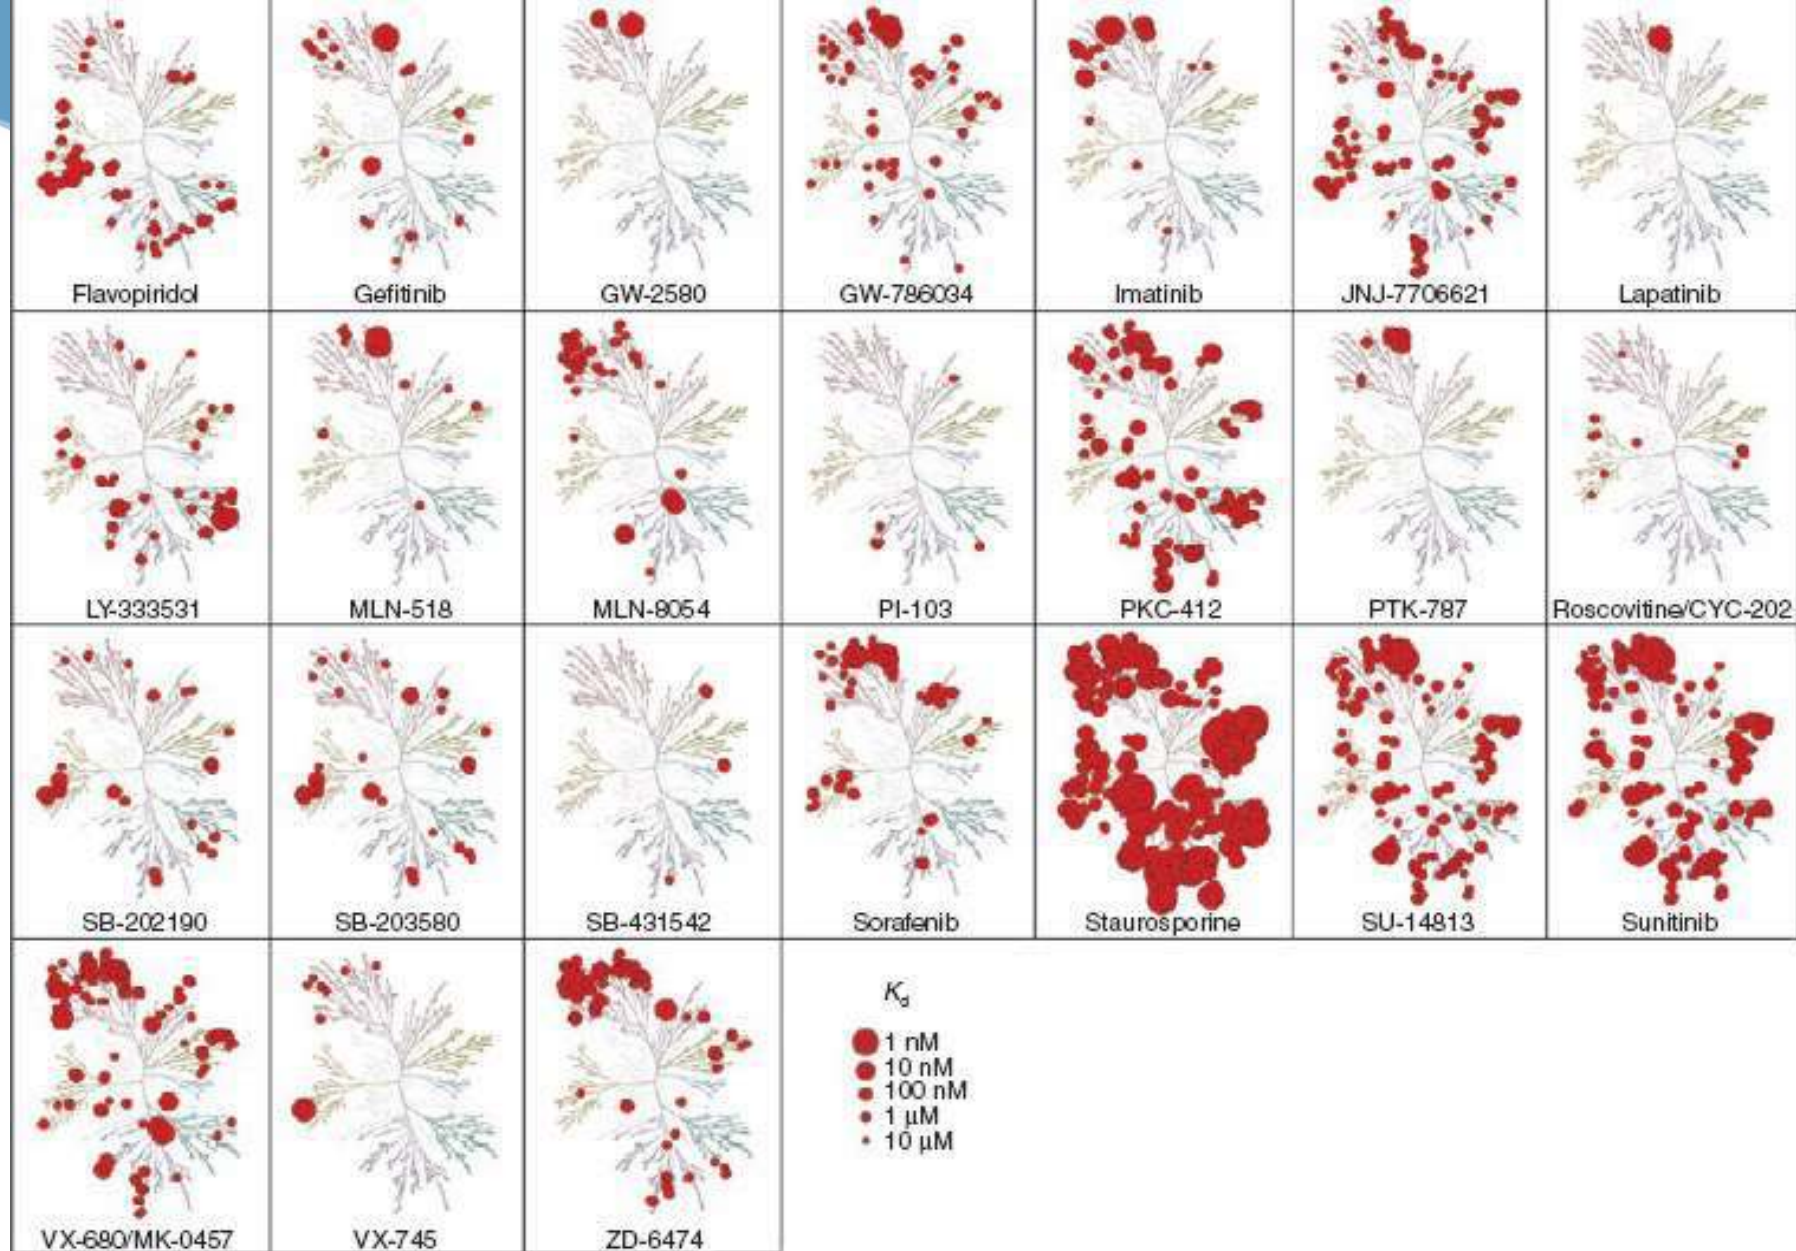 Flavopiridol
Gefitinib
GW-2580
GW-786034
Imatinib
JNJ-7706621
Lapatinib
LY-333531
MLN-518
MLN-8054
PI-103
PKC-412
PTK-787
Roscovitine/CYC-202
SB-202190
SB-203580
SB-431542
Sorafenib
Staurosporine
SU-14813
Sunitinib
VX-680/MK-0457
VX-745
ZD-6474
Kd
1 nM
10 nM
100 nM
1 μM
10 μM